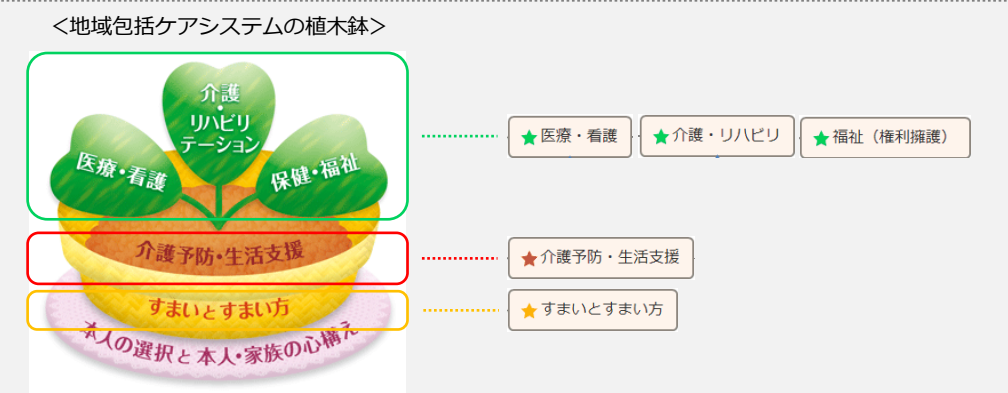 ＜地域包括ケアシステムの植木鉢＞
介護
・
リハビリ
テーション
医療・看護
保健・福祉
介護予防・生活支援
すまいとすまい方
本人の選択と本人・家族の心構え
★医療・看護
★介護・リハビリ
★福祉（権利擁護）
★介護予防・生活支援
★すまいとすまい方